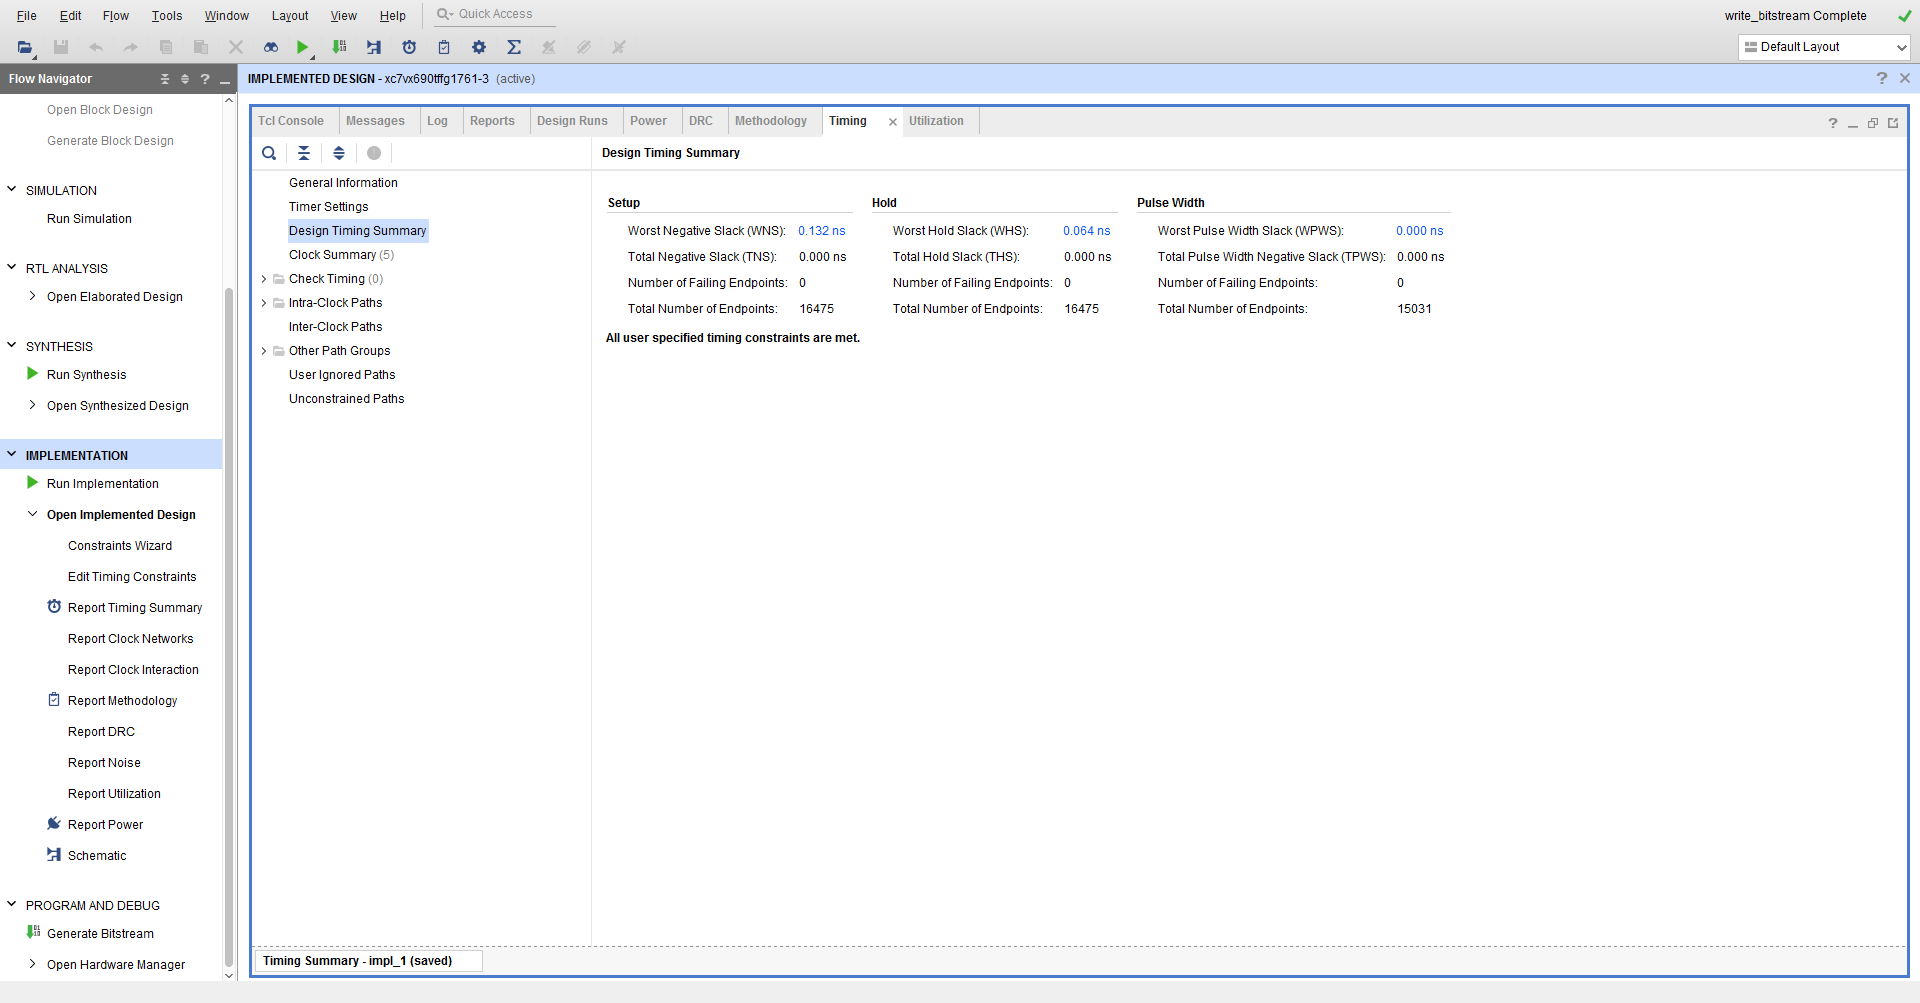 File Edit Flow Tools Window Layout View Help Quick Access
write_bitstream Complete
Default Layout
Flow Navigator
IMPLEMENTED DESIGN - xc7vx690tffg1761-3 (active)
Open Block Design
Generate Block Design
SIMULATION
Run Simulation
RTL ANALYSIS
Open Elaborated Design
SYNTHESIS
Run Synthesis
Open Synthesized Design
IMPLEMENTATION
Run Implementation
Open Implemented Design
Constraints Wizard
Edit Timing Constraints
Report Timing Summary
Report Clock Networks
Report Clock Interaction
Report Methodology
Report DRC
Report Noise
Report Utilization
Report Power
Schematic
PROGRAM AND DEBUG
Generate Bitstream
Open Hardware Manager
Tcl Console Messages Log Reports Design Runs Power DRC Methodology Timing Utilization
General Information
Timer Settings
Design Timing Summary
Clock Summary (5)
Check Timing (0)
Intra-Clock Paths
Inter-Clock Paths
Other Path Groups
User Ignored Paths
Unconstrained Paths
Design Timing Summary
Setup
Worst Negative Slack (WNS): 0.132 ns
Total Negative Slack (TNS): 0.000 ns
Number of Failing Endpoints: 0
Total Number of Endpoints: 16475
Hold
Worst Hold Slack (WHS): 0.064 ns
Total Hold Slack (THS): 0.000 ns
Number of Failing Endpoints: 0
Total Number of Endpoints: 16475
Pulse Width
Worst Pulse Width Slack (WPWS): 0.000 ns
Total Pulse Width Negative Slack (TPWS): 0.000 ns
Number of Failing Endpoints: 0
Total Number of Endpoints: 15031
All user specified timing constraints are met.
Timing Summary - impl_1 (saved)